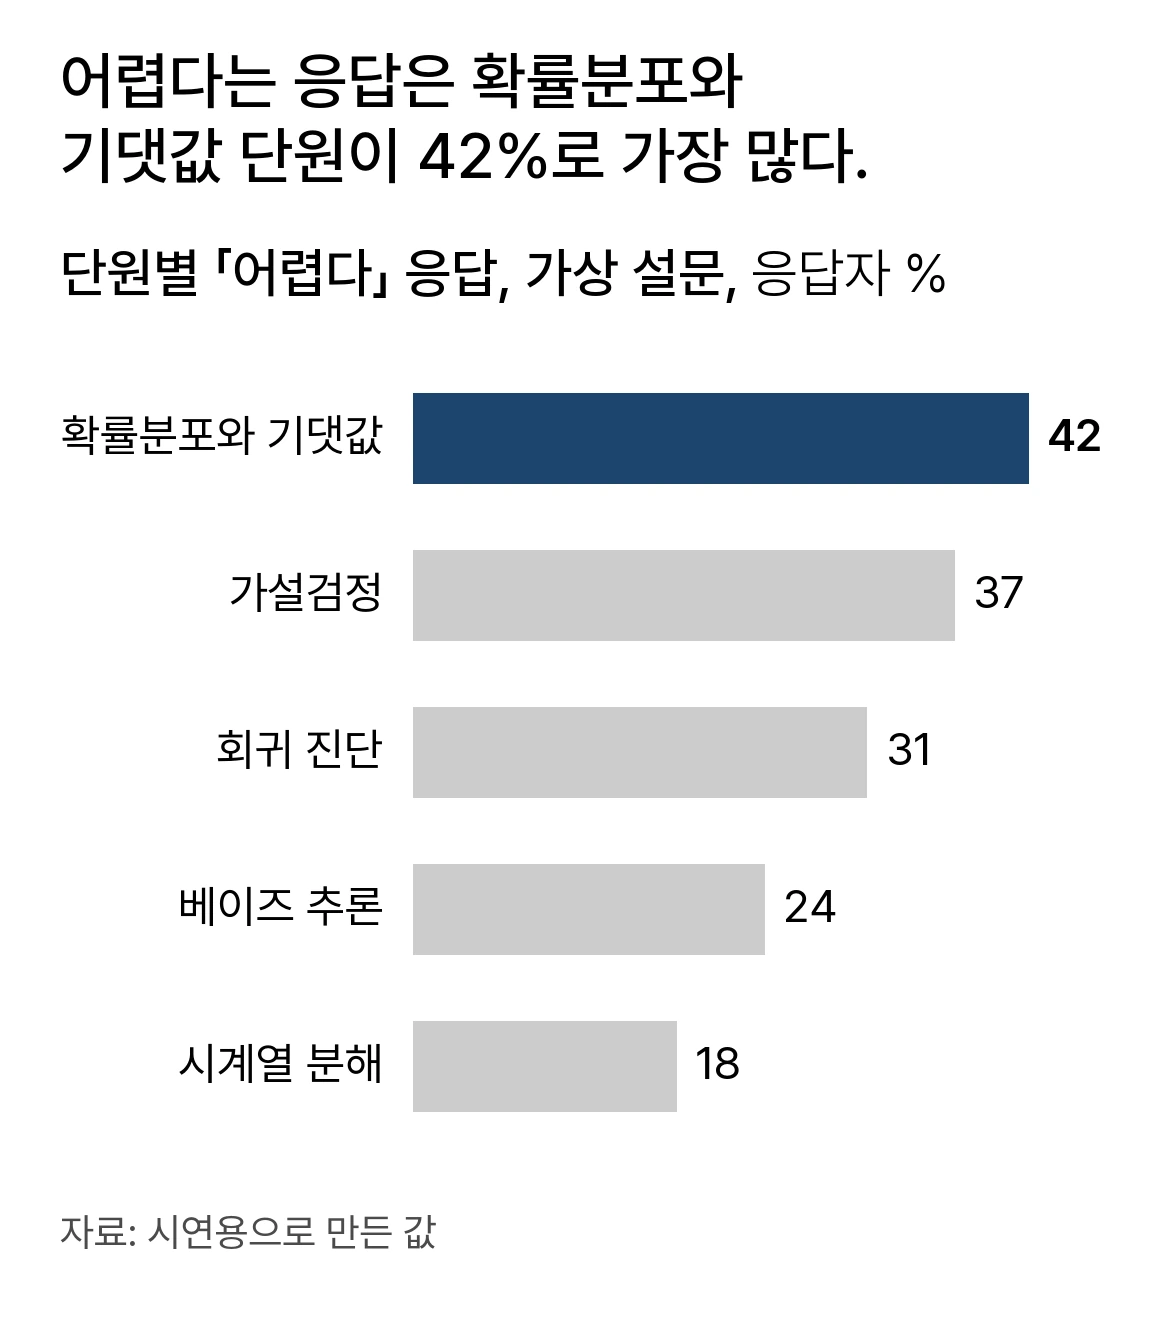 어렵다는 응답은 확률분포와
기댓값 단원이 42%로 가장 많다.
단원별 「어렵다」 응답, 가상 설문, 응답자 %
확률분포와 기댓값 42
가설검정 37
회귀 진단 31
베이즈 추론 24
시계열 분해 18
자료: 시연용으로 만든 값